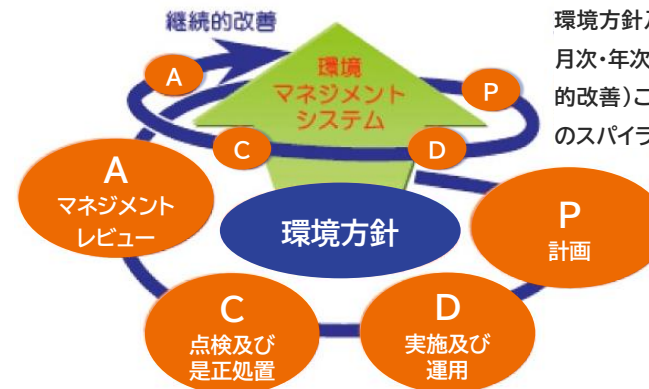 継続的改善
環境方針及
月次・年次
的改善)こ
のスパイラ
環境
マネジメント
システム
A
P
C
D
A
マネジメント
レビュー
環境方針
P
計画
C
点検及び
是正処置
D
実施及び
運用